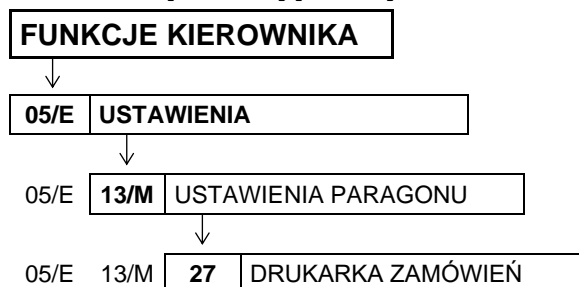 FUNKCJE KIEROWNIKA
05/E USTAWIENIA
05/E 13/M USTAWIENIA PARAGONU
05/E 13/M 27 DRUKARKA ZAMÓWIEŃ